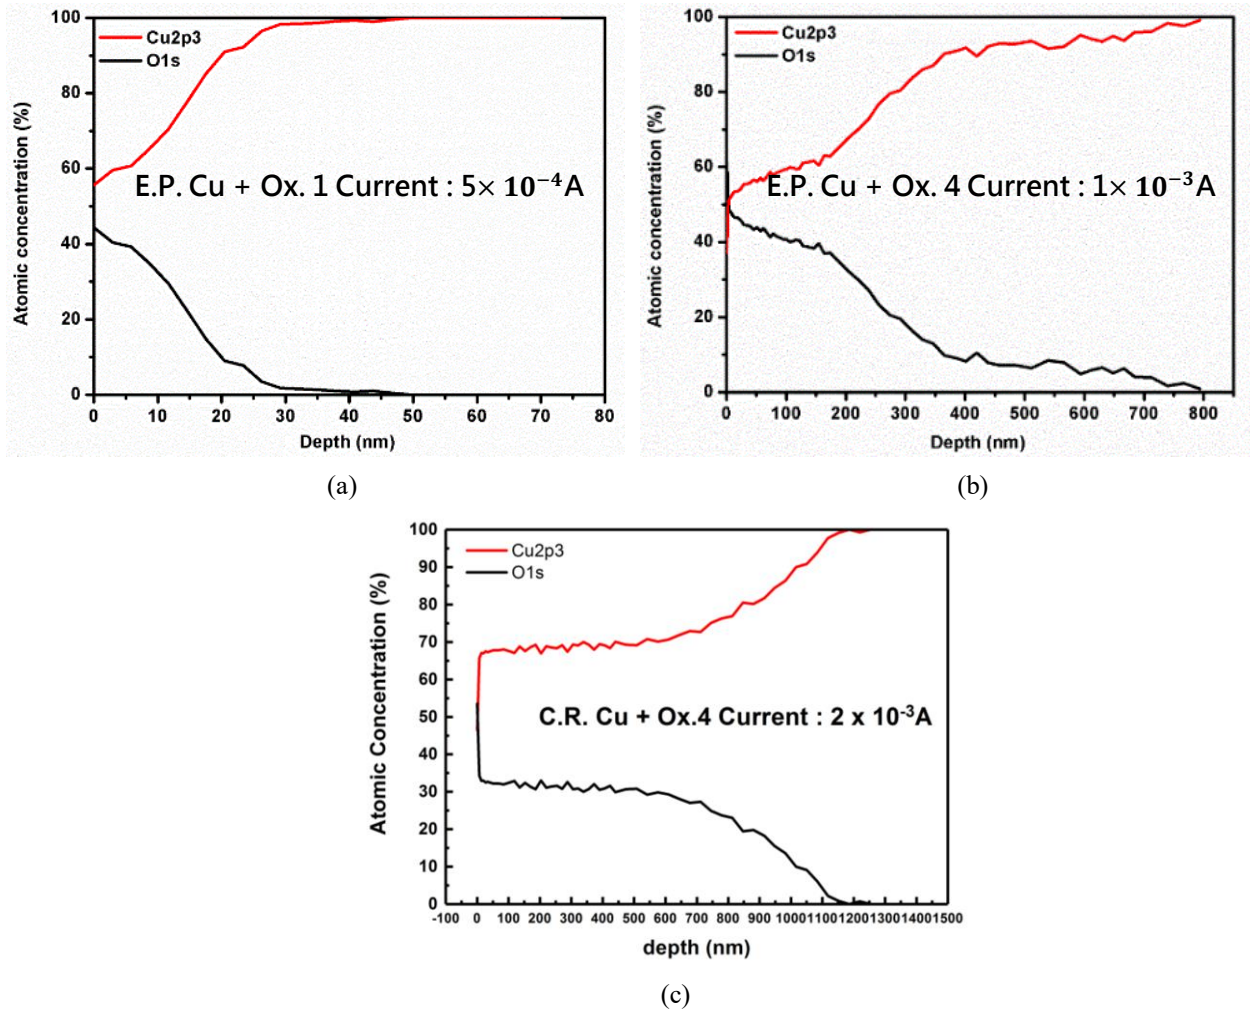 100
80
60
40
20
0
Atomic concentration (%)
Cu2p3
O1s
E.P. Cu + Ox. 1 Current : 5× 10⁻⁴A
0 10 20 30 40 50 60 70 80
Depth (nm)
(a)
100
80
60
40
20
0
Atomic concentration (%)
Cu2p3
O1s
E.P. Cu + Ox. 4 Current : 1× 10⁻³A
0 100 200 300 400 500 600 700 800
Depth (nm)
(b)
100
90
80
70
60
50
40
30
20
10
0
Atomic Concentration (%)
Cu2p3
O1s
C.R. Cu + Ox.4 Current : 2 x 10⁻³A
-100 0 100 200 300 400 500 600 700 800 900 1000 1100 1200 1300 1400 1500
depth (nm)
(c)